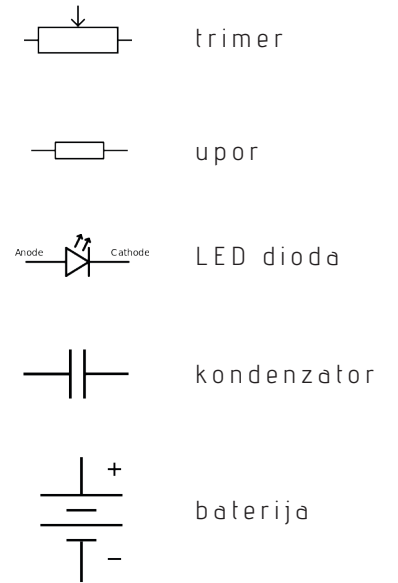 trimer
upor
Anode Cathode
LED dioda
kondenzator
+
baterija
−